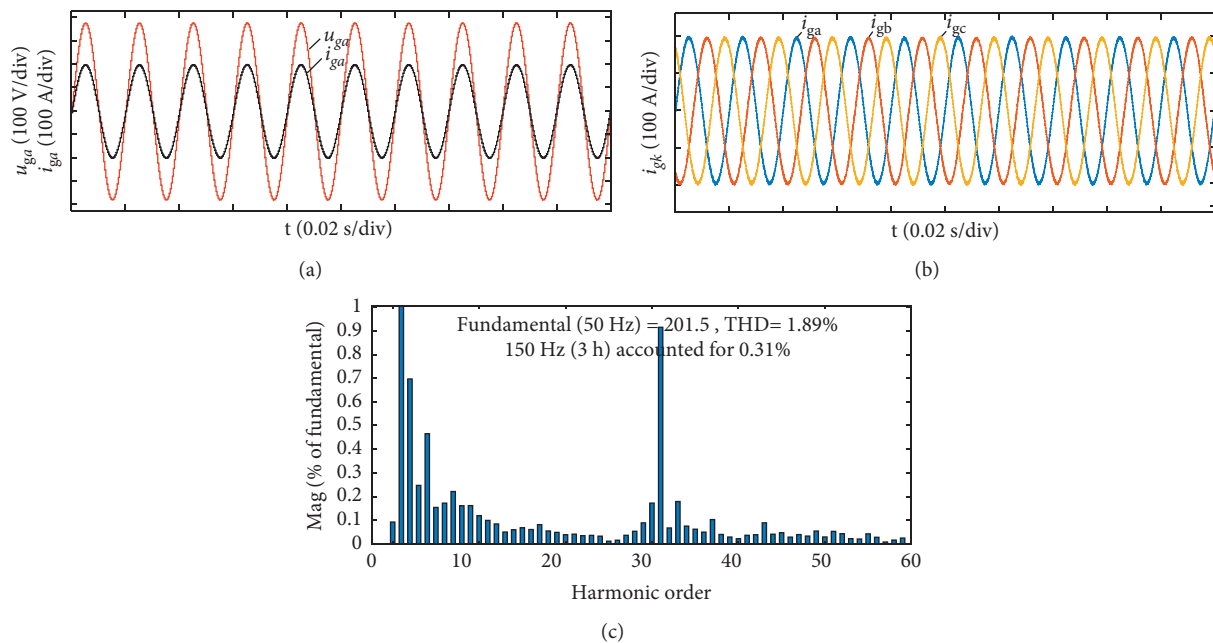 u_ga
i_ga
u_ga (100 V/div)
i_ga (100 A/div)
t (0.02 s/div)
(a)
i_ga
i_gb
i_gc
i_gk (100 A/div)
t (0.02 s/div)
(b)
Fundamental (50 Hz) = 201.5 , THD= 1.89%
150 Hz (3 h) accounted for 0.31%
Mag (% of fundamental)
1
0.9
0.8
0.7
0.6
0.5
0.4
0.3
0.2
0.1
0
0 10 20 30 40 50 60
Harmonic order
(c)